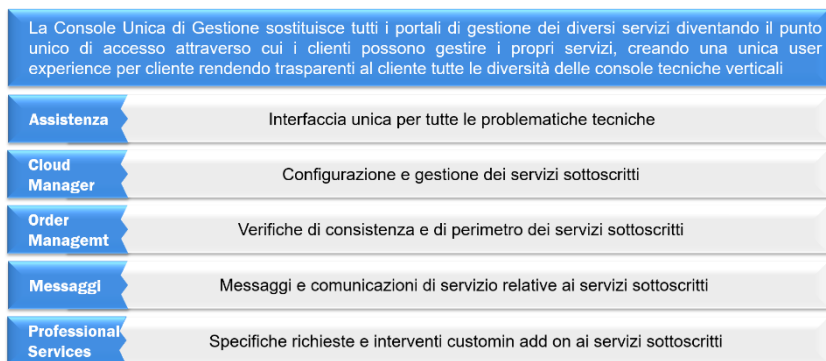 La Console Unica di Gestione sostituisce tutti i portali di gestione dei diversi servizi diventando il punto
unico di accesso attraverso cui i clienti possono gestire i propri servizi, creando una unica user
experience per cliente rendendo trasparenti al cliente tutte le diversità delle console tecniche verticali
Assistenza
Interfaccia unica per tutte le problematiche tecniche
Cloud
Manager
Configurazione e gestione dei servizi sottoscritti
Order
Managemt
Verifiche di consistenza e di perimetro dei servizi sottoscritti
Messaggi
Messaggi e comunicazioni di servizio relative ai servizi sottoscritti
Professional
Services
Specifiche richieste e interventi customin add on ai servizi sottoscritti